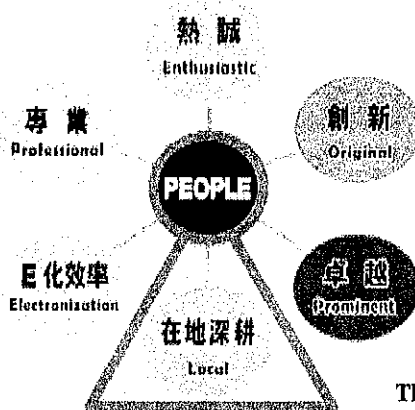 熱誠
Enthusiastic
專業
Professional
創新
Original
PEOPLE
E化效率
Electronization
卓越
Prominent
在地深耕
Local